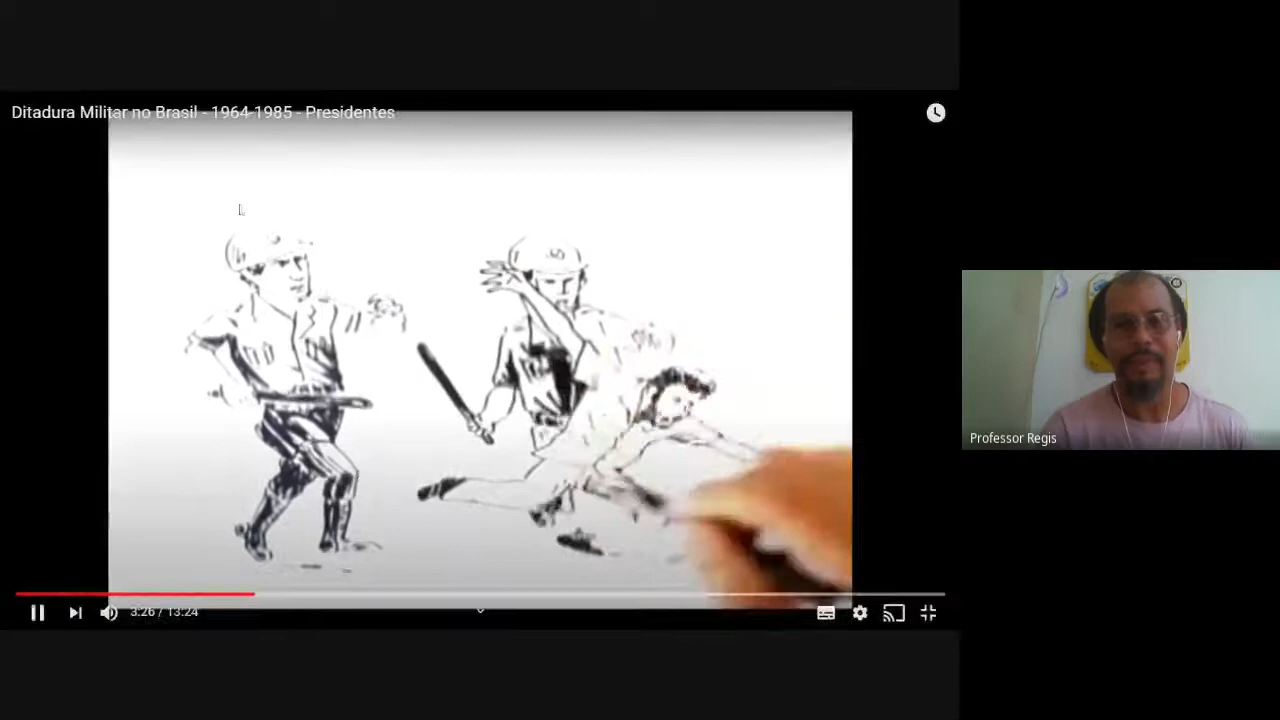 Ditadura Militar no Brasil - 1964-1985 - Presidentes
Professor Regis
3:26 / 13:24